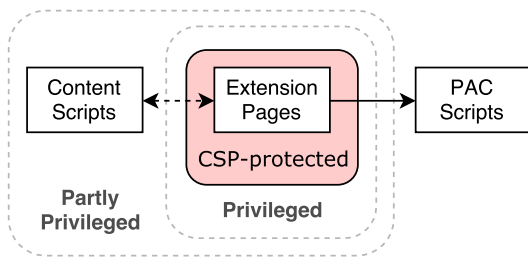 Content
Scripts
Extension
Pages
PAC
Scripts
CSP-protected
Partly
Privileged
Privileged